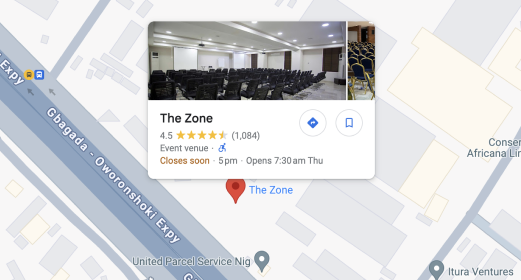 Expy
Gbagada - Oworonshoki Expy
The Zone
4.5 (1,084)
Event venue ·
Closes soon · 5 pm · Opens 7:30 am Thu
The Zone
Conser
Africana Lin
United Parcel Service Nig
Itura Ventures
G